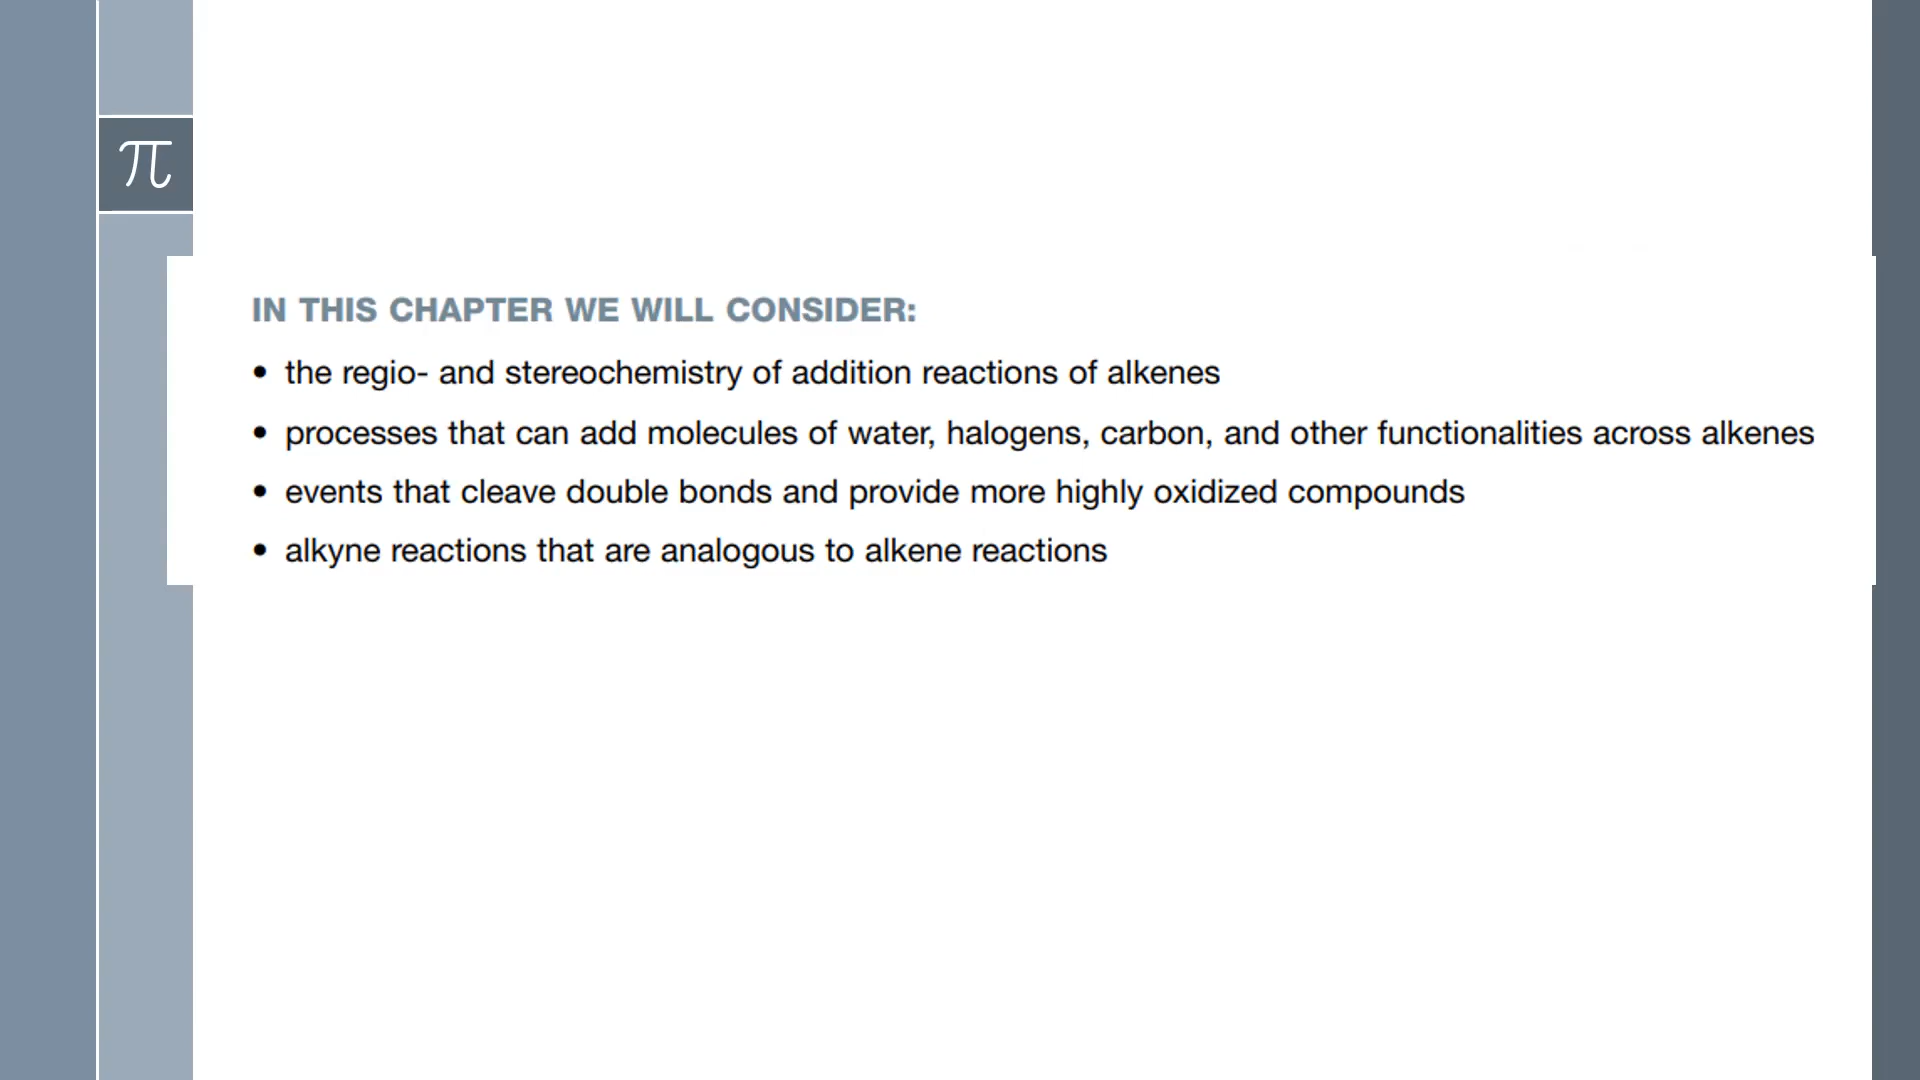 π
IN THIS CHAPTER WE WILL CONSIDER:
• the regio- and stereochemistry of addition reactions of alkenes
• processes that can add molecules of water, halogens, carbon, and other functionalities across alkenes
• events that cleave double bonds and provide more highly oxidized compounds
• alkyne reactions that are analogous to alkene reactions